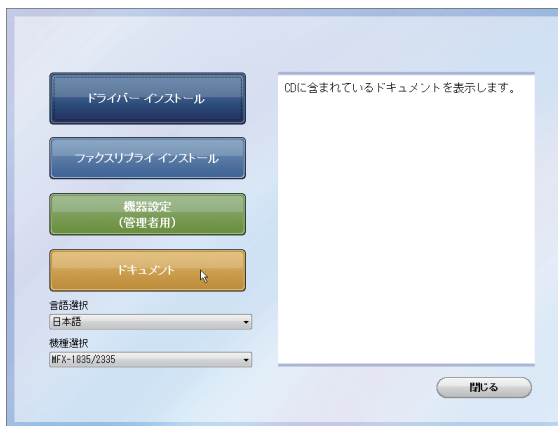 ドライバー インストール
CDに含まれているドキュメントを表示します。
ファクスリプライ インストール
機器設定
(管理者用)
ドキュメント
言語選択
日本語
機種選択
MFX-1835/2335
閉じる